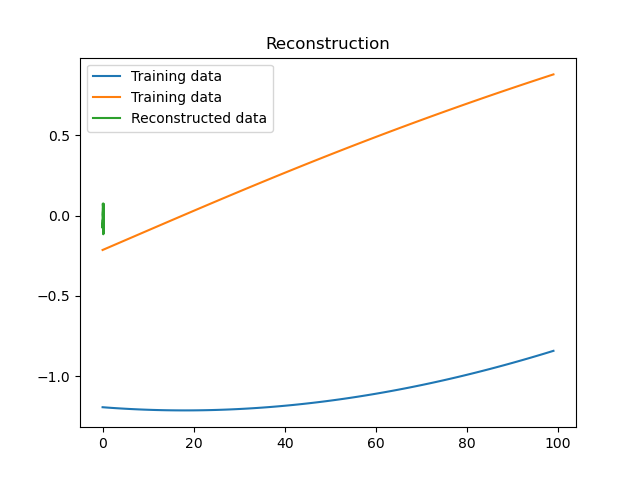 Reconstruction
Training data
Training data
Reconstructed data
0.5
0.0
−0.5
−1.0
0 20 40 60 80 100